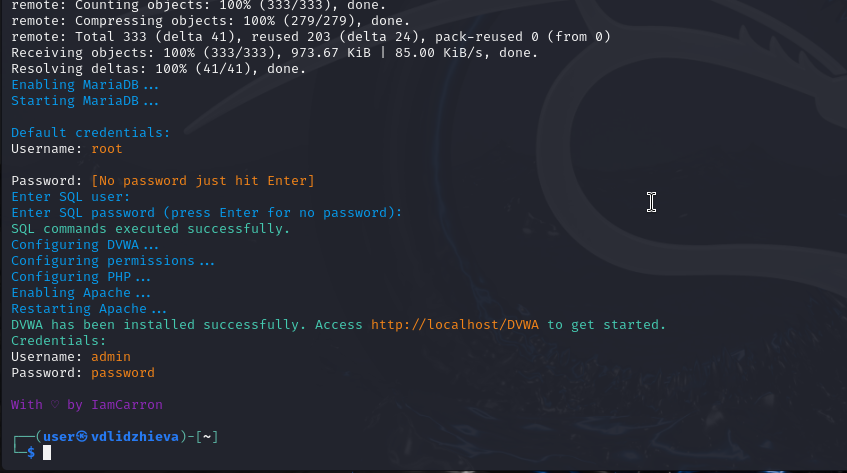 remote: Counting objects: 100% (333/333), done.
remote: Compressing objects: 100% (279/279), done.
remote: Total 333 (delta 41), reused 203 (delta 24), pack-reused 0 (from 0)
Receiving objects: 100% (333/333), 973.67 KiB | 85.00 KiB/s, done.
Resolving deltas: 100% (41/41), done.
Enabling MariaDB...
Starting MariaDB...
Default credentials:
Username: root
Password: [No password just hit Enter]
Enter SQL user:
Enter SQL password (press Enter for no password):
SQL commands executed successfully.
Configuring DVWA...
Configuring permissions...
Configuring PHP...
Enabling Apache...
Restarting Apache...
DVWA has been installed successfully. Access http://localhost/DVWA to get started.
Credentials:
Username: admin
Password: password
With ♡ by IamCarron
┌──(user㉿vdlidzhieva)-[~]
└─$